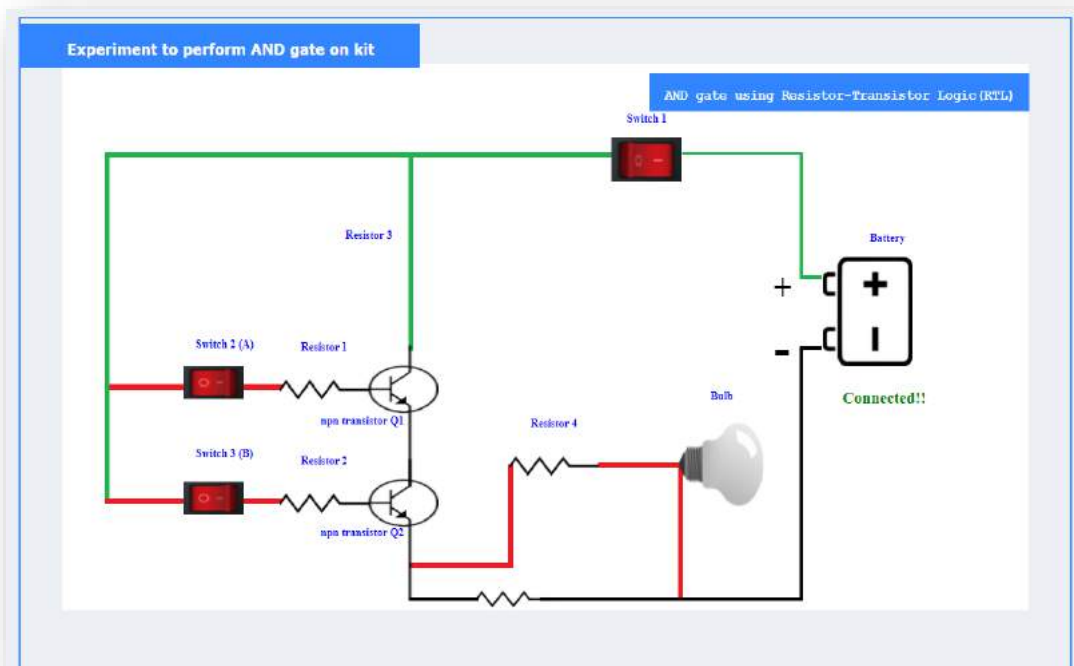 Experiment to perform AND gate on kit
AND gate using Resistor-Transistor Logic(RTL)
Switch 1
Resistor 3
Battery
+
+
-
Switch 2 (A)
Resistor 1
Bulb
Connected!!
npn transistor Q1
Resistor 4
Switch 3 (B)
Resistor 2
npn transistor Q2